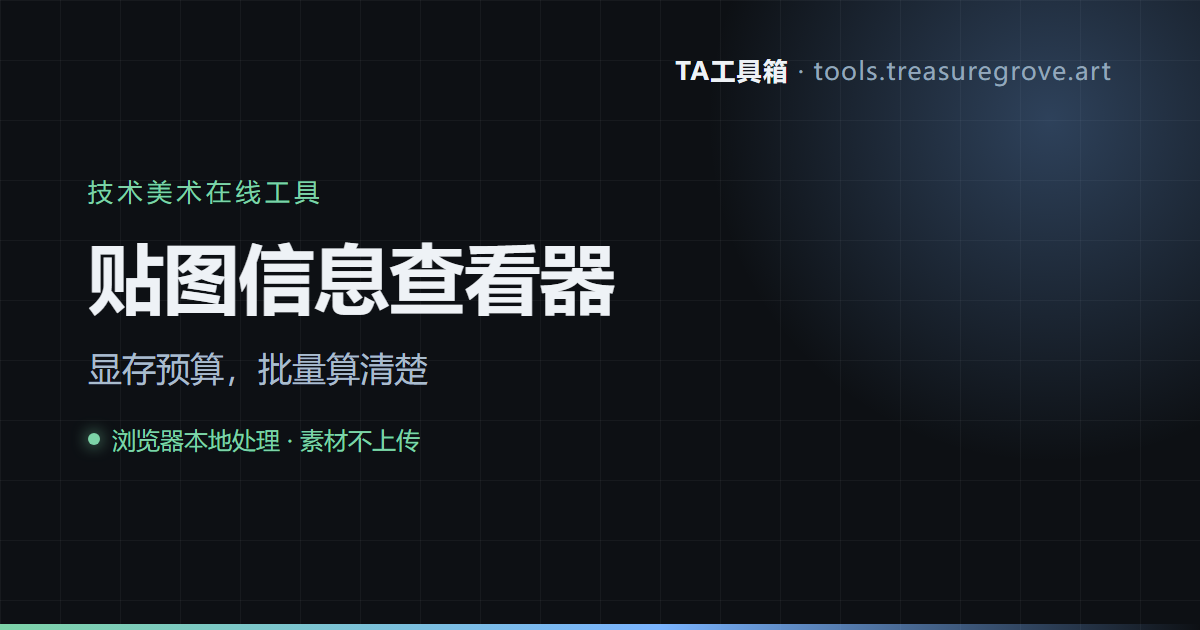 TA工具箱 · tools.treasuregrove.art
技术美术在线工具
贴图信息查看器
显存预算，批量算清楚
浏览器本地处理 · 素材不上传